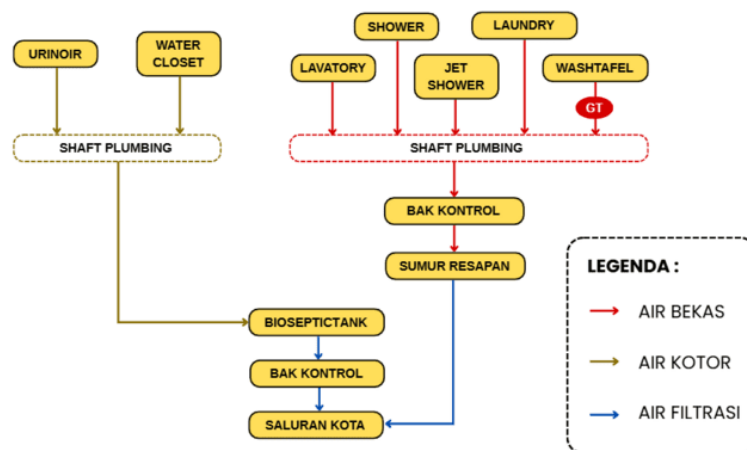 URINOIR
WATER
CLOSET
LAVATORY
SHOWER
JET
SHOWER
LAUNDRY
WASHTAFEL
GT
SHAFT PLUMBING
SHAFT PLUMBING
BAK KONTROL
SUMUR RESAPAN
BIOSEPTICTANK
BAK KONTROL
SALURAN KOTA
LEGENDA :
AIR BEKAS
AIR KOTOR
AIR FILTRASI